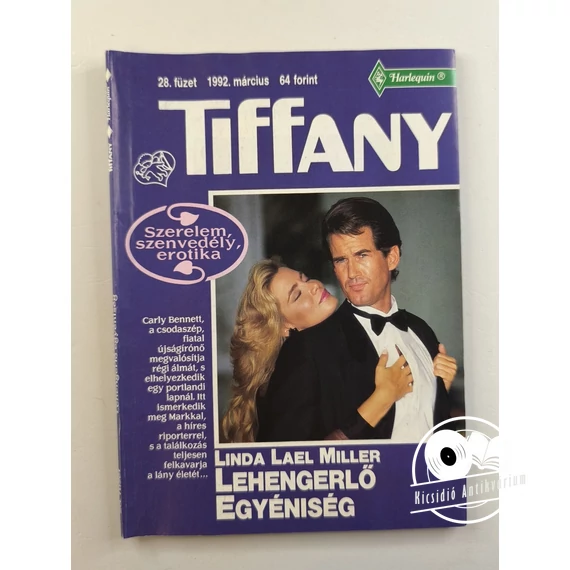 28. füzet 1992. március 64 forint
Harlequin ®
TIFFANY
Szerelem,
szenvedély,
erotika
Carly Bennett,
a csodaszép,
fiatal
újságírónő
megvalósítja
régi álmát, s
elhelyezkedik
egy portlandi
lapnál. Itt
ismerkedik
meg Markkal,
a híres
riporterrel,
s a találkozás
teljesen
felkavarja
a lány életét...
LINDA LAEL MILLER
LEHENGERLŐ
EGYÉNISÉG
TIFFANY
Harlequin
Kicsidió Antikvárium